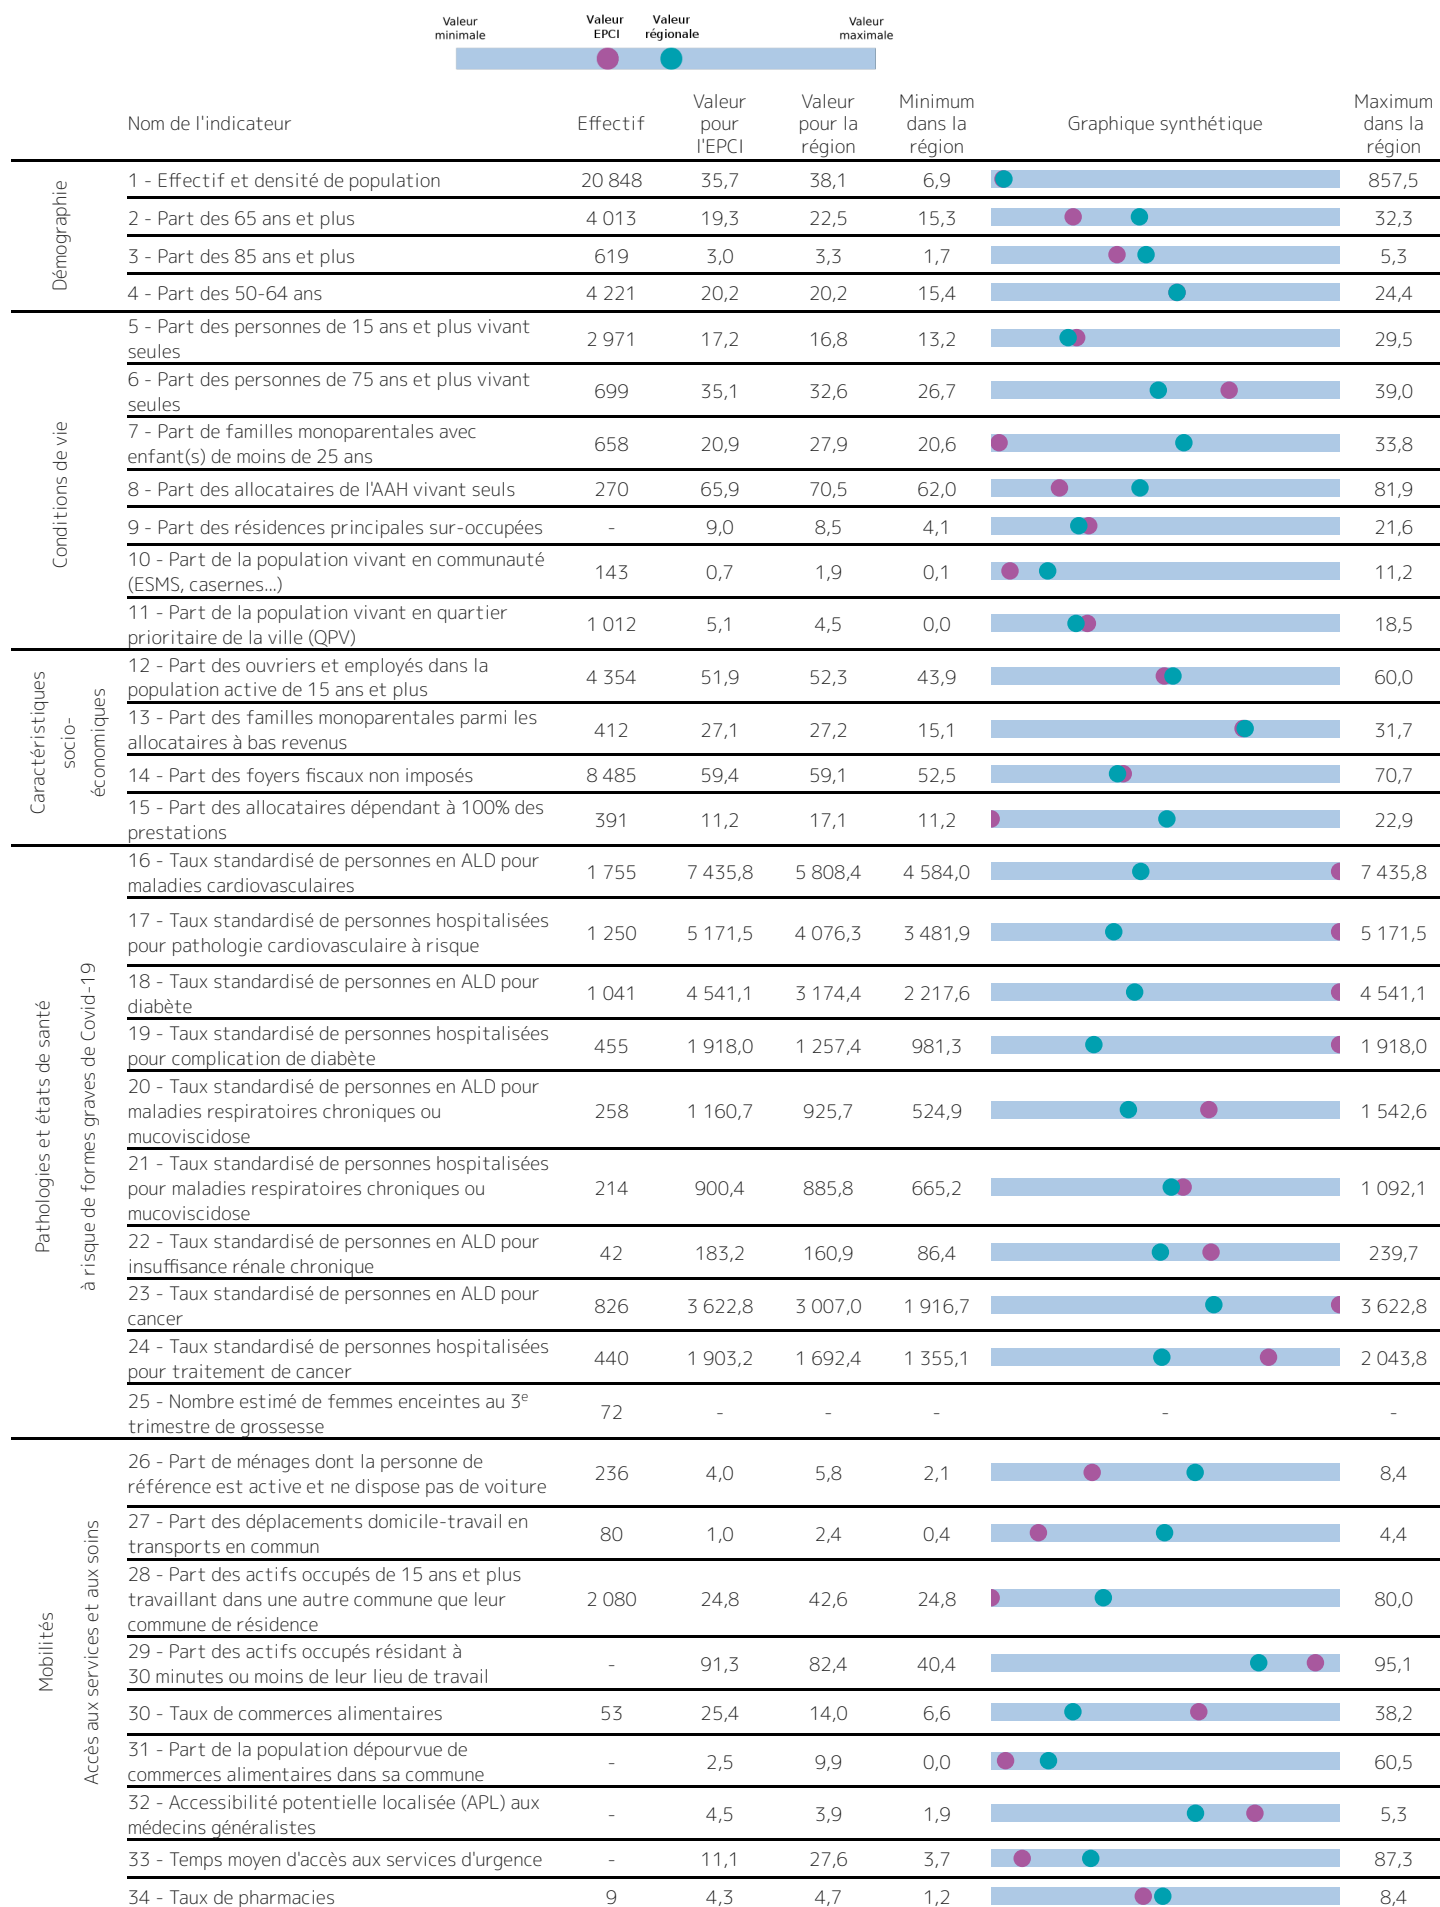 Valeur minimale
Valeur EPCI
Valeur régionale
Valeur maximale
Nom de l'indicateur
Effectif
Valeur pour l'EPCI
Valeur pour la région
Minimum dans la région
Graphique synthétique
Maximum dans la région
Démographie
1 - Effectif et densité de population 20 848 35,7 38,1 6,9 857,5
2 - Part des 65 ans et plus 4 013 19,3 22,5 15,3 32,3
3 - Part des 85 ans et plus 619 3,0 3,3 1,7 5,3
4 - Part des 50-64 ans 4 221 20,2 20,2 15,4 24,4
Conditions de vie
5 - Part des personnes de 15 ans et plus vivant
seules 2 971 17,2 16,8 13,2 29,5
6 - Part des personnes de 75 ans et plus vivant
seules 699 35,1 32,6 26,7 39,0
7 - Part de familles monoparentales avec
enfant(s) de moins de 25 ans 658 20,9 27,9 20,6 33,8
8 - Part des allocataires de l'AAH vivant seuls 270 65,9 70,5 62,0 81,9
9 - Part des résidences principales sur-occupées - 9,0 8,5 4,1 21,6
10 - Part de la population vivant en communauté
(ESMS, casernes...) 143 0,7 1,9 0,1 11,2
11 - Part de la population vivant en quartier
prioritaire de la ville (QPV) 1 012 5,1 4,5 0,0 18,5
Caractéristiques
socio-
économiques
12 - Part des ouvriers et employés dans la
population active de 15 ans et plus 4 354 51,9 52,3 43,9 60,0
13 - Part des familles monoparentales parmi les
allocataires à bas revenus 412 27,1 27,2 15,1 31,7
14 - Part des foyers fiscaux non imposés 8 485 59,4 59,1 52,5 70,7
15 - Part des allocataires dépendant à 100% des
prestations 391 11,2 17,1 11,2 22,9
Pathologies et états de santé
à risque de formes graves de Covid-19
16 - Taux standardisé de personnes en ALD pour
maladies cardiovasculaires 1 755 7 435,8 5 808,4 4 584,0 7 435,8
17 - Taux standardisé de personnes hospitalisées
pour pathologie cardiovasculaire à risque 1 250 5 171,5 4 076,3 3 481,9 5 171,5
18 - Taux standardisé de personnes en ALD pour
diabète 1 041 4 541,1 3 174,4 2 217,6 4 541,1
19 - Taux standardisé de personnes hospitalisées
pour complication de diabète 455 1 918,0 1 257,4 981,3 1 918,0
20 - Taux standardisé de personnes en ALD pour
maladies respiratoires chroniques ou
mucoviscidose 258 1 160,7 925,7 524,9 1 542,6
21 - Taux standardisé de personnes hospitalisées
pour maladies respiratoires chroniques ou
mucoviscidose 214 900,4 885,8 665,2 1 092,1
22 - Taux standardisé de personnes en ALD pour
insuffisance rénale chronique 42 183,2 160,9 86,4 239,7
23 - Taux standardisé de personnes en ALD pour
cancer 826 3 622,8 3 007,0 1 916,7 3 622,8
24 - Taux standardisé de personnes hospitalisées
pour traitement de cancer 440 1 903,2 1 692,4 1 355,1 2 043,8
25 - Nombre estimé de femmes enceintes au 3e
trimestre de grossesse 72 - - - - -
Mobilités
Accès aux services et aux soins
26 - Part de ménages dont la personne de
référence est active et ne dispose pas de voiture 236 4,0 5,8 2,1 8,4
27 - Part des déplacements domicile-travail en
transports en commun 80 1,0 2,4 0,4 4,4
28 - Part des actifs occupés de 15 ans et plus
travaillant dans une autre commune que leur
commune de résidence 2 080 24,8 42,6 24,8 80,0
29 - Part des actifs occupés résidant à
30 minutes ou moins de leur lieu de travail - 91,3 82,4 40,4 95,1
30 - Taux de commerces alimentaires 53 25,4 14,0 6,6 38,2
31 - Part de la population dépourvue de
commerces alimentaires dans sa commune - 2,5 9,9 0,0 60,5
32 - Accessibilité potentielle localisée (APL) aux
médecins généralistes - 4,5 3,9 1,9 5,3
33 - Temps moyen d'accès aux services d'urgence - 11,1 27,6 3,7 87,3
34 - Taux de pharmacies 9 4,3 4,7 1,2 8,4